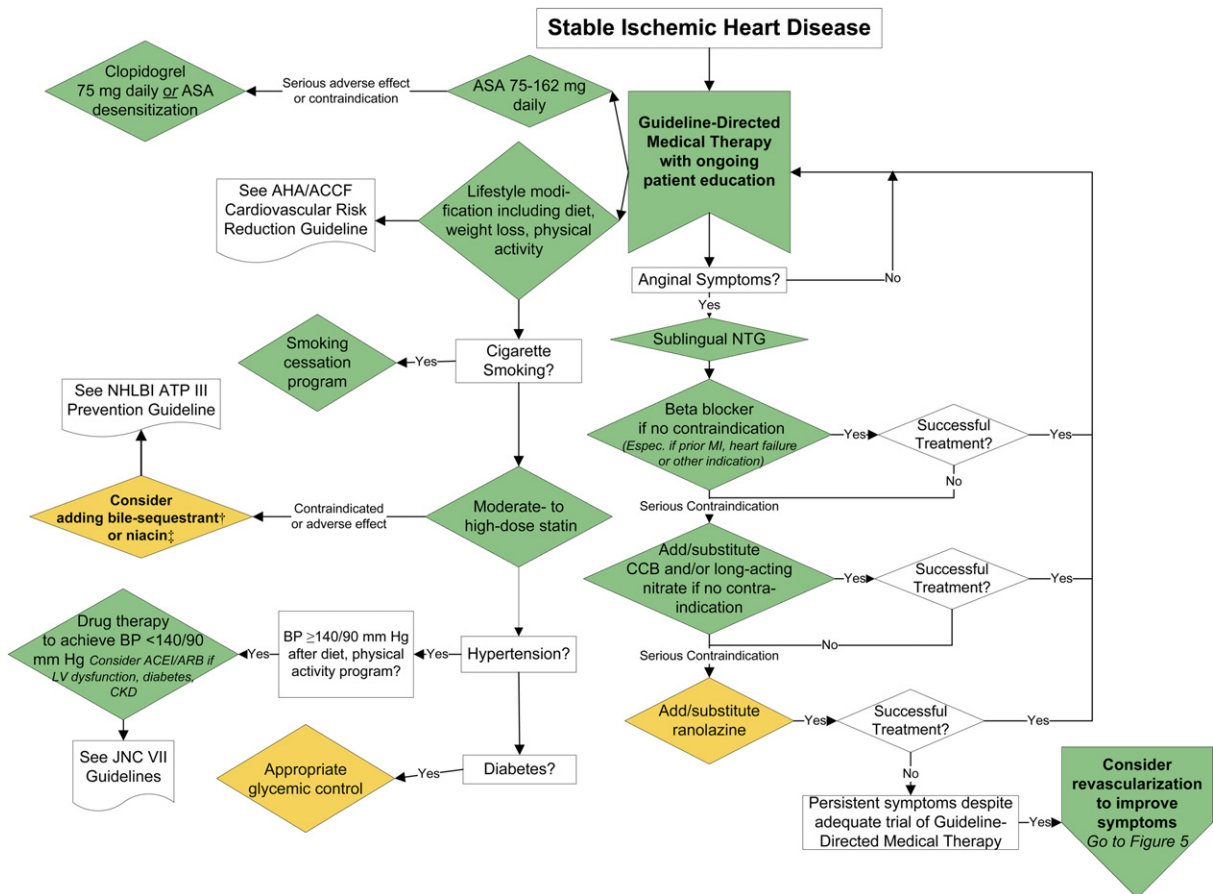 Stable Ischemic Heart Disease
Clopidogrel
75 mg daily or ASA
desensitization
Serious adverse effect
or contraindication
ASA 75-162 mg
daily
Guideline-Directed
Medical Therapy
with ongoing
patient education
See AHA/ACCF
Cardiovascular Risk
Reduction Guideline
Lifestyle modi-
fication including diet,
weight loss, physical
activity
Anginal Symptoms?
No
Yes
Sublingual NTG
Smoking
cessation
program
Yes
Cigarette
Smoking?
See NHLBI ATP III
Prevention Guideline
Beta blocker
if no contraindication
(Espec. if prior MI, heart failure
or other indication)
Yes
Successful
Treatment?
Yes
No
Serious Contraindication
Consider
adding bile-sequestrant†
or niacin‡
Contraindicated
or adverse effect
Moderate- to
high-dose statin
Add/substitute
CCB and/or long-acting
nitrate if no contra-
indication
Yes
Successful
Treatment?
Yes
No
Serious Contraindication
Drug therapy
to achieve BP <140/90
mm Hg Consider ACEI/ARB if
LV dysfunction, diabetes,
CKD
Yes
BP ≥140/90 mm Hg
after diet, physical
activity program?
Yes
Hypertension?
Add/substitute
ranolazine
Yes
Successful
Treatment?
Yes
No
See JNC VII
Guidelines
Appropriate
glycemic control
Yes
Diabetes?
Persistent symptoms despite
adequate trial of Guideline-
Directed Medical Therapy
Yes
Consider
revascularization
to improve
symptoms
Go to Figure 5